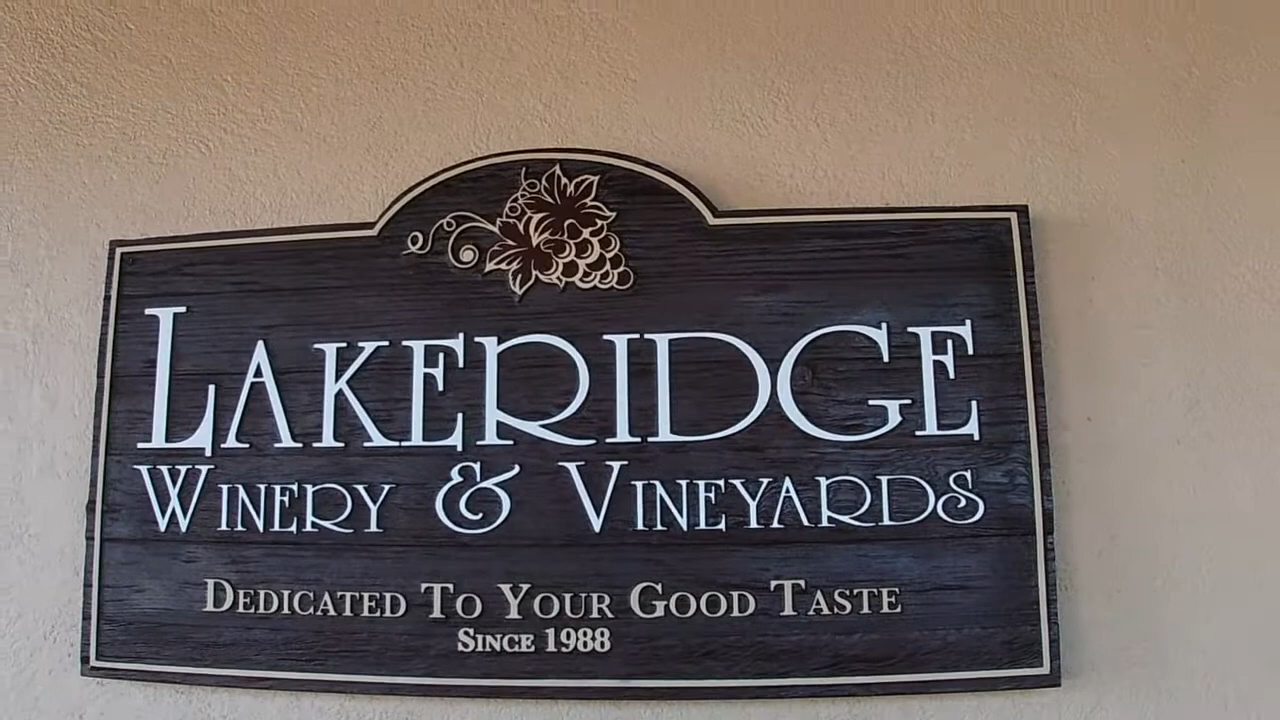 LAKERIDGE
WINERY & VINEYARDS
DEDICATED TO YOUR GOOD TASTE
SINCE 1988